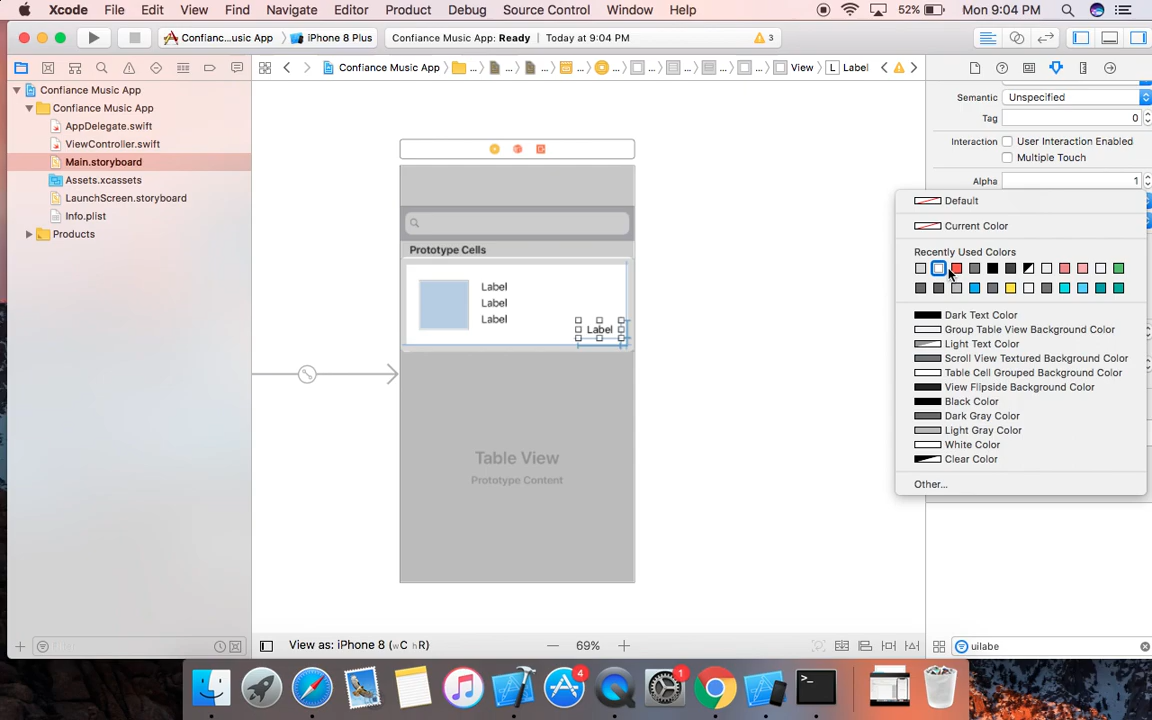 Xcode File Edit View Find Navigate Editor Product Debug Source Control Window Help 52% Mon 9:04 PM
Confianc...usic App iPhone 8 Plus Confiance Music App: Ready Today at 9:04 PM 3
Confiance Music App ... ... ... ... ... ... ... ... ... View L Label
Confiance Music App
Confiance Music App
AppDelegate.swift
ViewController.swift
Main.storyboard
Assets.xcassets
LaunchScreen.storyboard
Info.plist
Products
Prototype Cells
Label
Label
Label
Label
Table View
Prototype Content
Semantic Unspecified
Tag 0
Interaction User Interaction Enabled
Multiple Touch
Alpha 1
Default
Current Color
Recently Used Colors
Dark Text Color
Group Table View Background Color
Light Text Color
Scroll View Textured Background Color
Table Cell Grouped Background Color
View Flipside Background Color
Black Color
Dark Gray Color
Light Gray Color
White Color
Clear Color
Other...
View as: iPhone 8 (wC hR) 69% uilabe
4 1